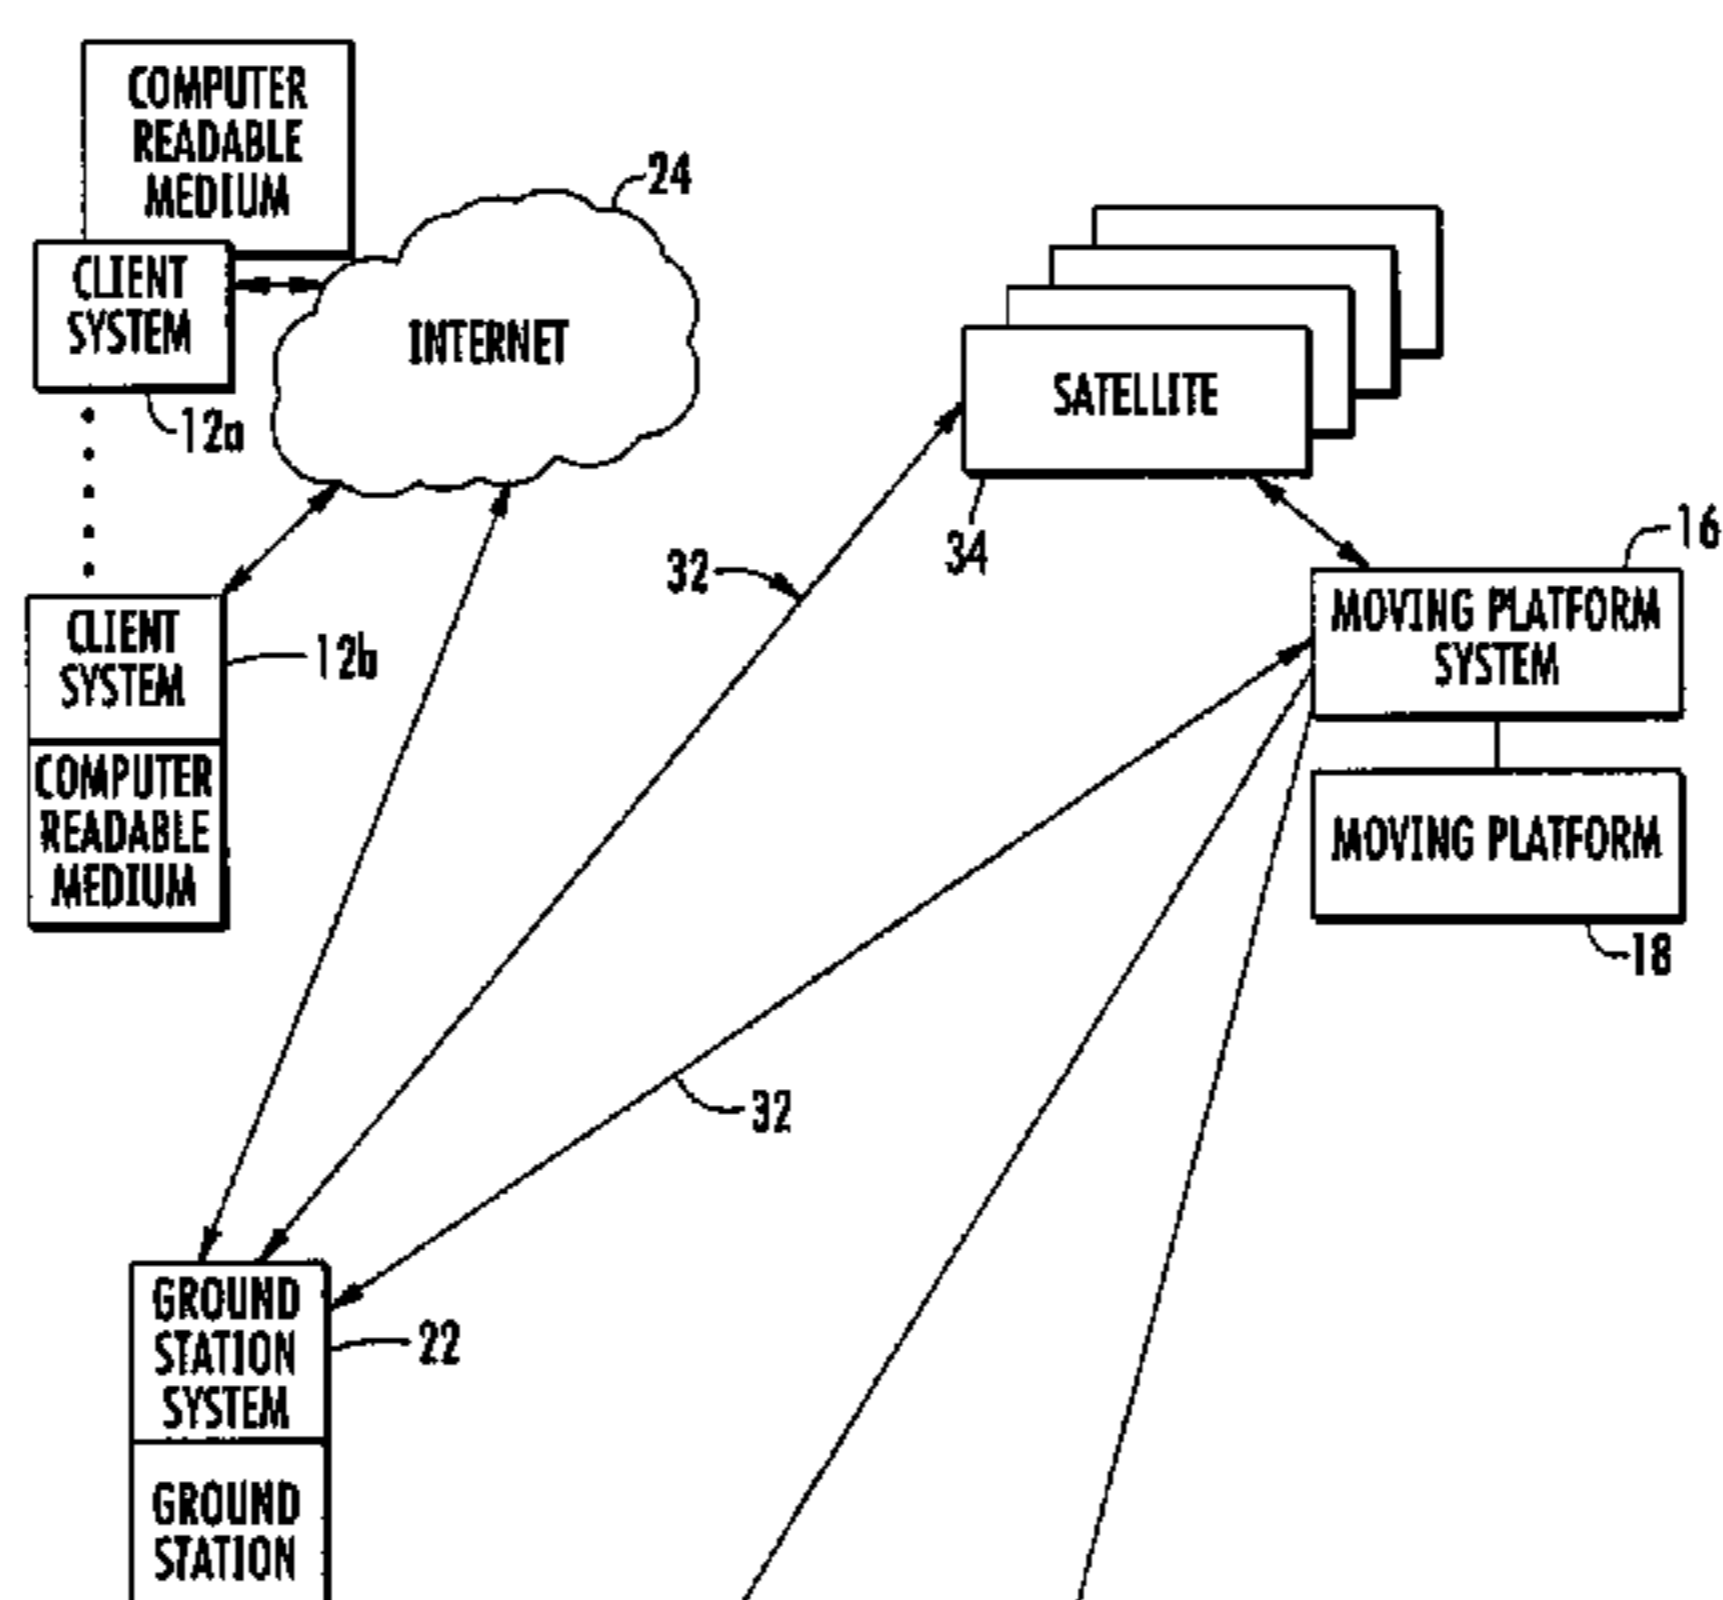 COMPUTER
READABLE
MEDIUM
24
CLIENT
SYSTEM
INTERNET
SATELLITE
12a
34
16
32
CLIENT
SYSTEM
12b
MOVING PLATFORM
SYSTEM
COMPUTER
READABLE
MEDIUM
MOVING PLATFORM
18
32
GROUND
STATION
SYSTEM
22
GROUND
STATION